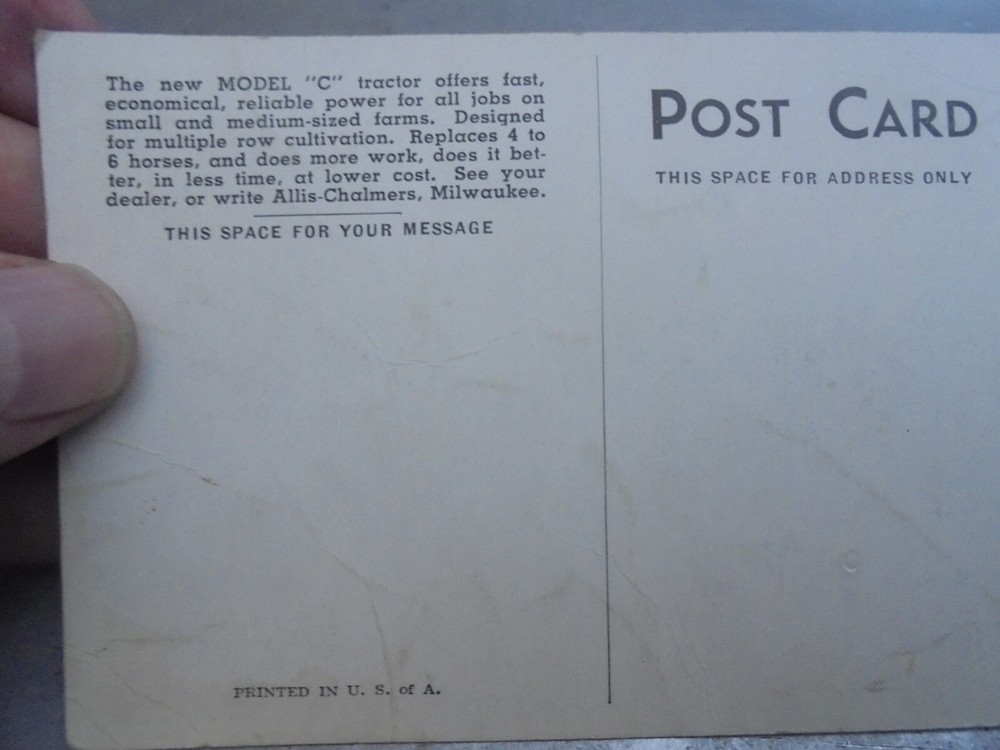 The new MODEL "C" tractor offers fast,
economical, reliable power for all jobs on
small and medium-sized farms. Designed
for multiple row cultivation. Replaces 4 to
6 horses, and does more work, does it bet-
ter, in less time, at lower cost. See your
dealer, or write Allis-Chalmers, Milwaukee.
THIS SPACE FOR YOUR MESSAGE
PRINTED IN U. S. of A.
POST CARD
THIS SPACE FOR ADDRESS ONLY